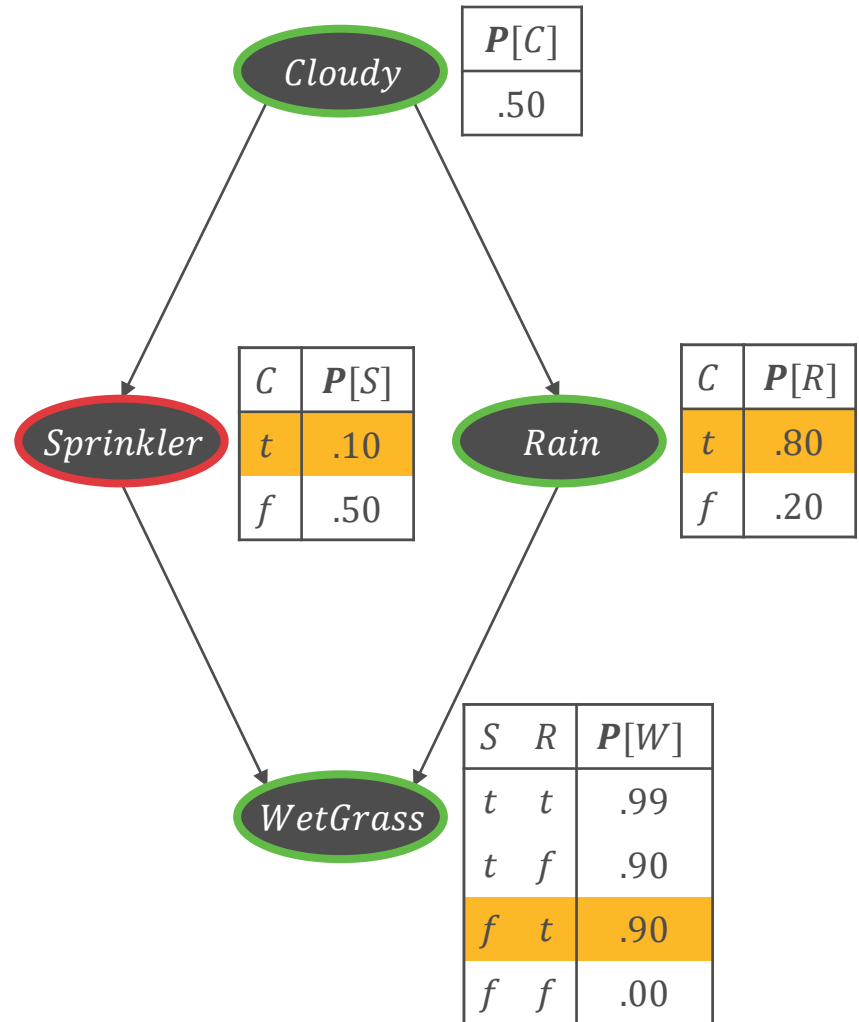 Cloudy
P[C]
.50
Sprinkler
C P[S]
t .10
f .50
Rain
C P[R]
t .80
f .20
WetGrass
S R P[W]
t t .99
t f .90
f t .90
f f .00